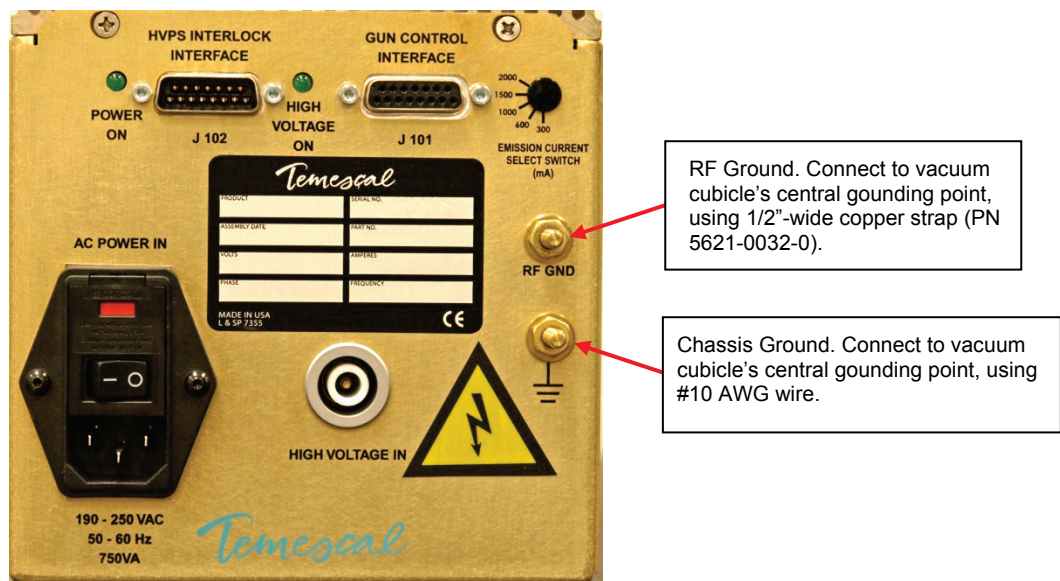 HVPS INTERLOCK
INTERFACE
GUN CONTROL
INTERFACE
POWER
ON
J 102
HIGH
VOLTAGE
ON
J 101
2000
1500
1000
600
300
EMISSION CURRENT
SELECT SWITCH
(mA)
Temescal
PRODUCT
SERIAL NO.
ASSEMBLY DATE
PART NO.
VOLTS
AMPERES
PHASE
FREQUENCY
MADE IN USA
L & SP 7355
CE
RF GND
AC POWER IN
HIGH VOLTAGE IN
190 - 250 VAC
50 - 60 Hz
750VA
Temescal
RF Ground. Connect to vacuum
cubicle’s central gounding point,
using 1/2”-wide copper strap (PN
5621-0032-0).
Chassis Ground. Connect to vacuum
cubicle’s central grounding point, using
#10 AWG wire.